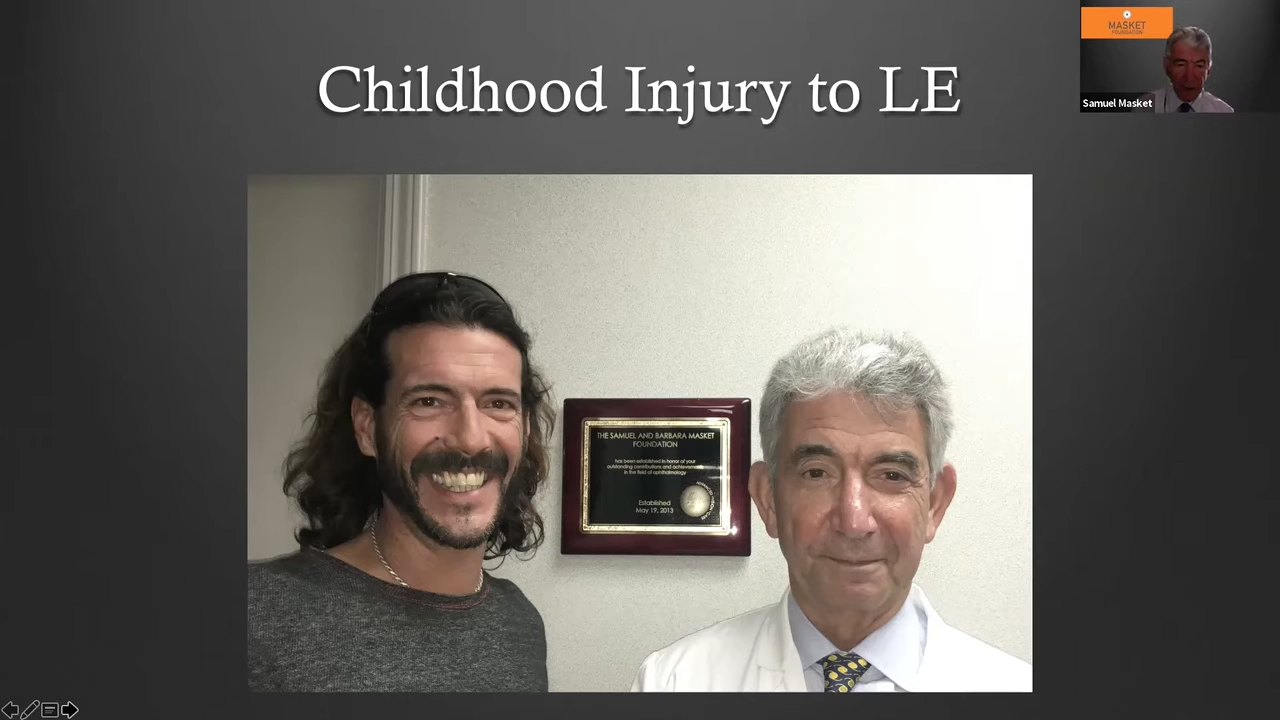 Childhood Injury to LE
MASKET
FOUNDATION
Samuel Masket
THE SAMUEL AND BARBARA MASKET
FOUNDATION
has been established in honor of your
outstanding contributions and achievements
in the field of ophthalmology
Established
May 19, 2013